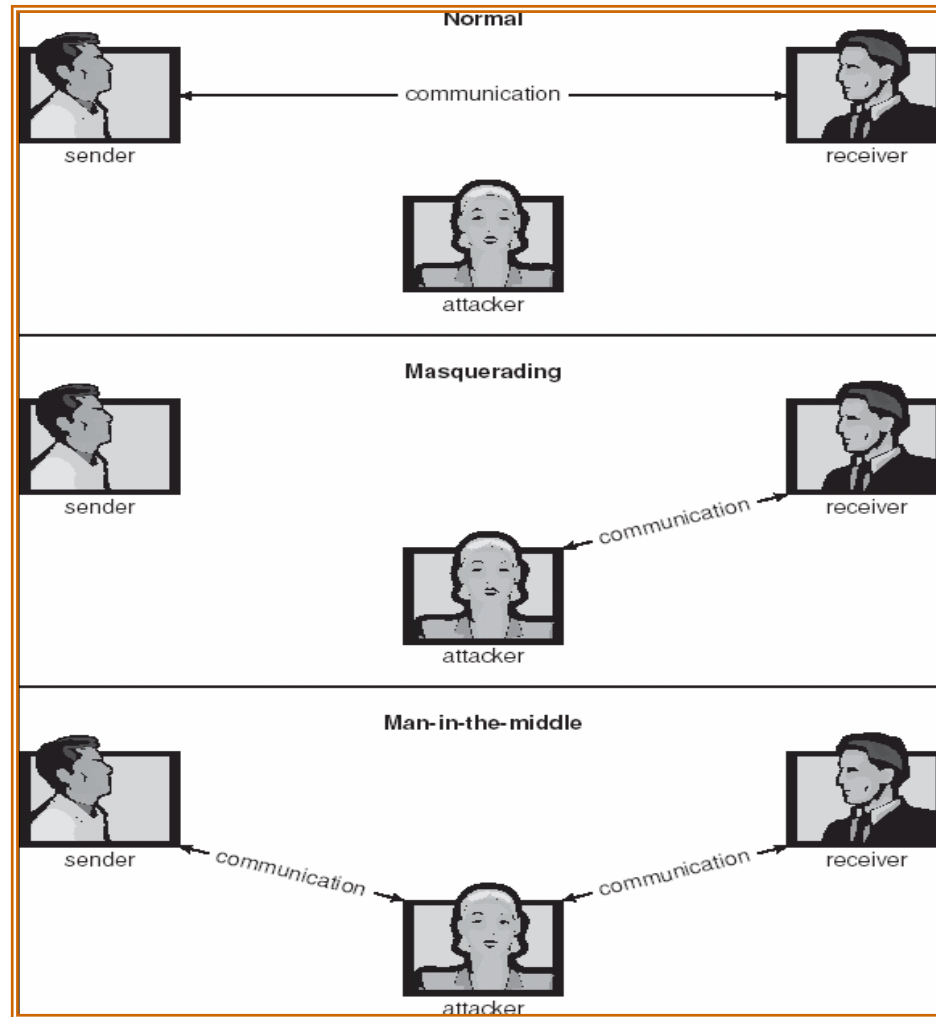 Normal
communication
sender
receiver
attacker
Masquerading
sender
receiver
communication
attacker
Man-in-the-middle
sender
receiver
communication
communication
attacker